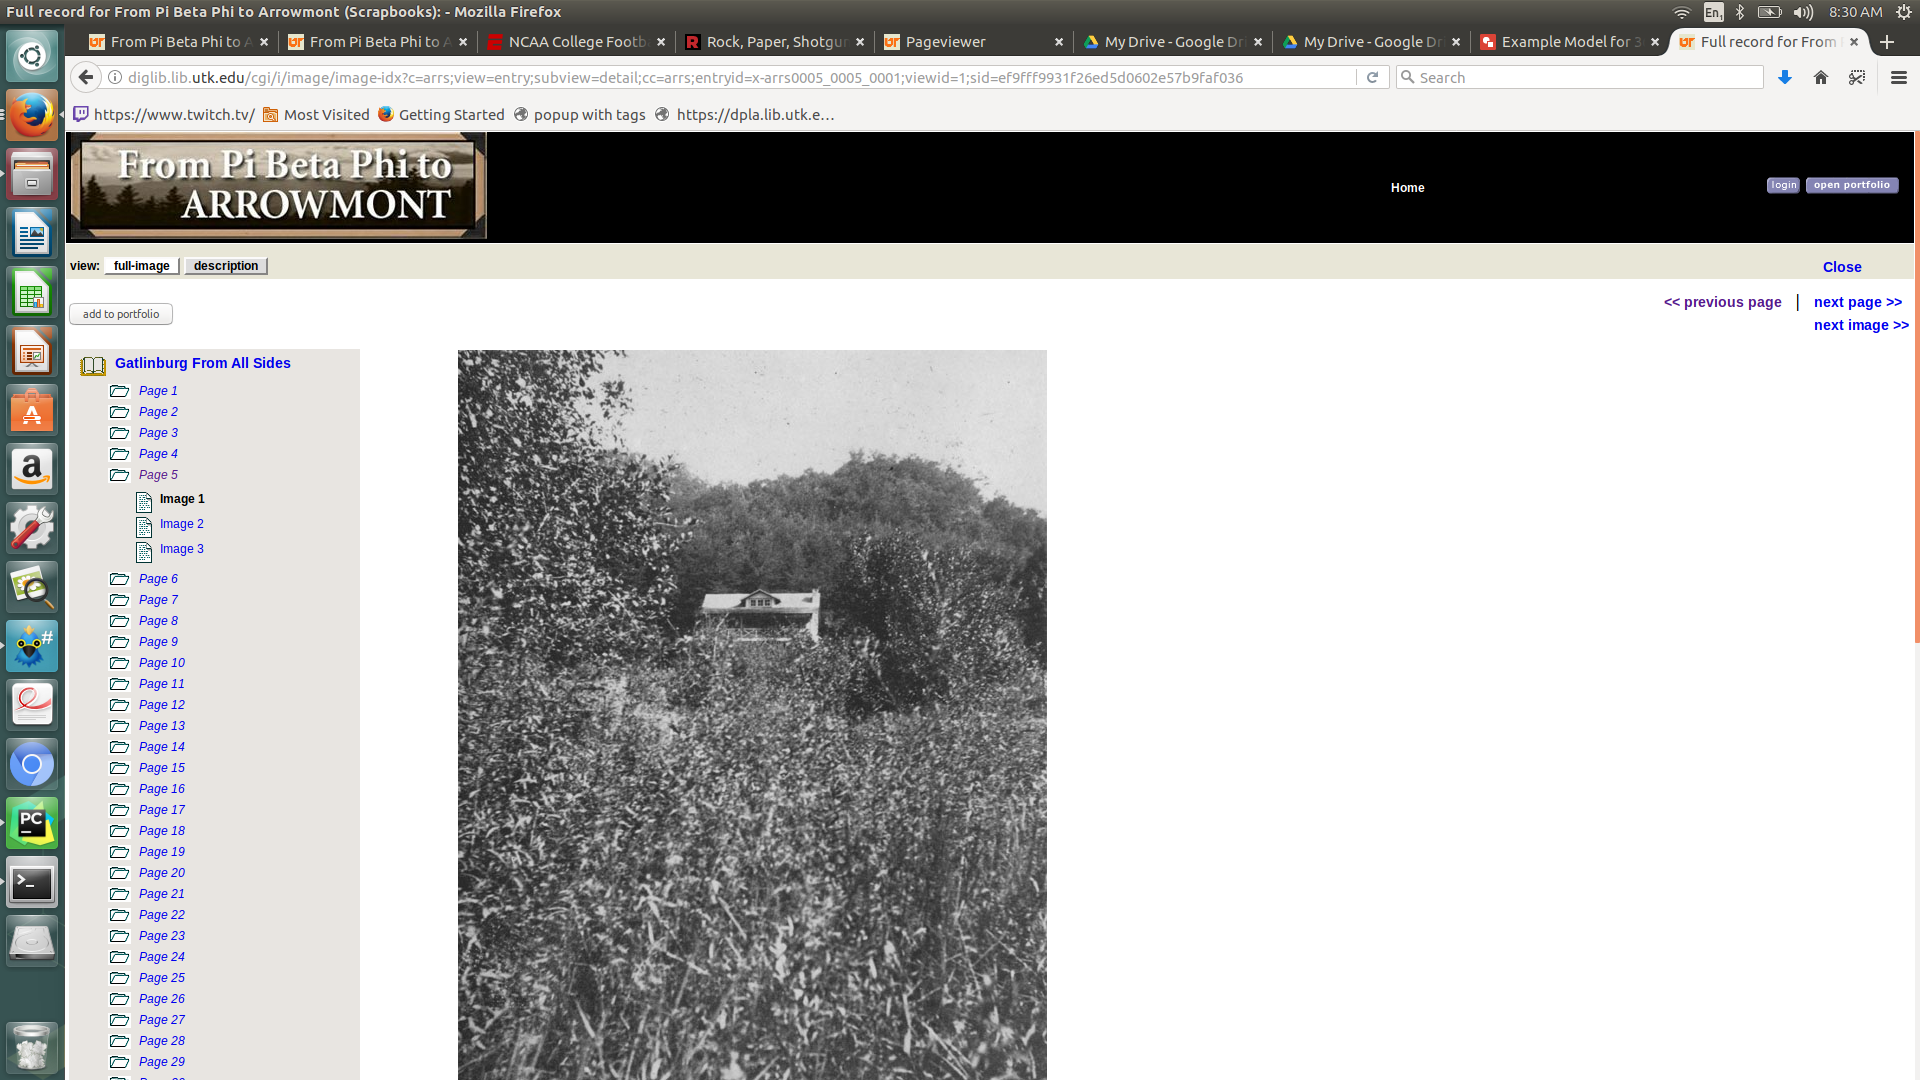 Full record for From Pi Beta Phi to Arrowmont (Scrapbooks): - Mozilla Firefox
En1
8:30 AM
From Pi Beta Phi to A
From Pi Beta Phi to A
NCAA College Footb
Rock, Paper, Shotgu
Pageviewer
My Drive - Google Dr
My Drive - Google Dr
Example Model for 3
Full record for From
diglib.lib.utk.edu/cgi/i/image/image-idx?c=arrs;view=entry;subview=detail;cc=arrs;entryid=x-arrs0005_0005_0001;viewid=1;sid=ef9fff9931f26ed5d0602e57b9faf036
Search
https://www.twitch.tv/
Most Visited
Getting Started
popup with tags
https://dpla.lib.utk.e...
From Pi Beta Phi to
ARROWMONT
Home
login
open portfolio
view: full-image description
Close
<< previous page | next page >>
next image >>
add to portfolio
Gatlinburg From All Sides
Page 1
Page 2
Page 3
Page 4
Page 5
Image 1
Image 2
Image 3
Page 6
Page 7
Page 8
Page 9
Page 10
Page 11
Page 12
Page 13
Page 14
Page 15
Page 16
Page 17
Page 18
Page 19
Page 20
Page 21
Page 22
Page 23
Page 24
Page 25
Page 26
Page 27
Page 28
Page 29